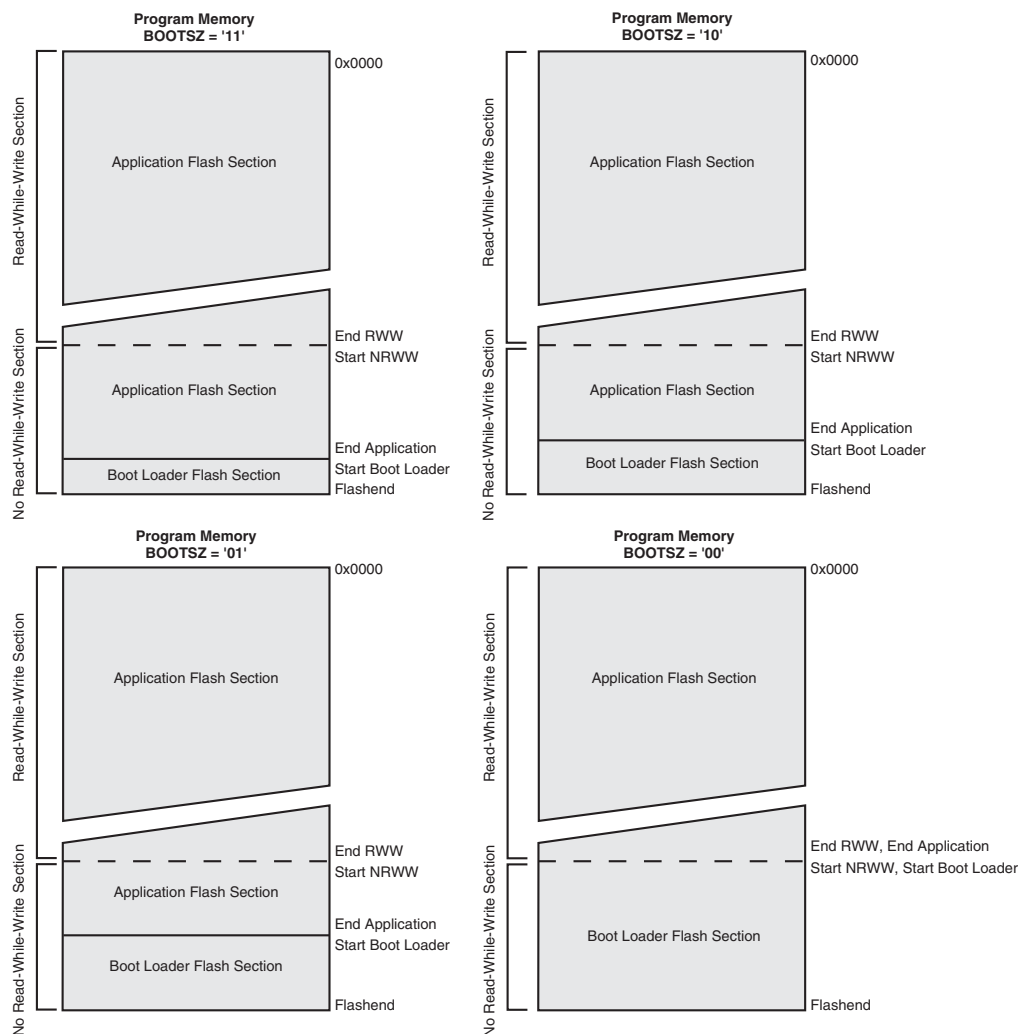 Program Memory
BOOTSZ = '11'
0x0000
Read-While-Write Section
Application Flash Section
End RWW
Start NRWW
No Read-While-Write Section
Application Flash Section
End Application
Start Boot Loader
Boot Loader Flash Section
Flashend
Program Memory
BOOTSZ = '10'
0x0000
Read-While-Write Section
Application Flash Section
End RWW
Start NRWW
No Read-While-Write Section
Application Flash Section
End Application
Start Boot Loader
Boot Loader Flash Section
Flashend
Program Memory
BOOTSZ = '01'
0x0000
Read-While-Write Section
Application Flash Section
End RWW
Start NRWW
No Read-While-Write Section
Application Flash Section
End Application
Start Boot Loader
Boot Loader Flash Section
Flashend
Program Memory
BOOTSZ = '00'
0x0000
Read-While-Write Section
Application Flash Section
End RWW, End Application
Start NRWW, Start Boot Loader
No Read-While-Write Section
Boot Loader Flash Section
Flashend